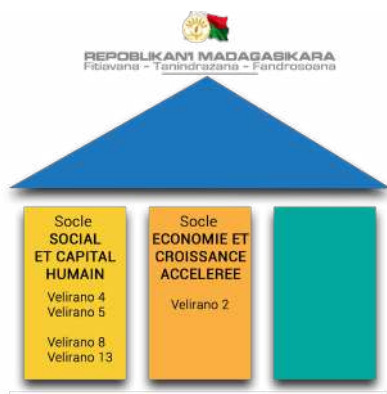 REPOBLIKAN'I MADAGASIKARA
Fitiavana - Tanindrazana - Fandrosoana
Socle
SOCIAL
ET CAPITAL
HUMAIN
Velirano 4
Velirano 5
Velirano 8
Velirano 13
Socle
ECONOMIE ET
CROISSANCE
ACCELEREE
Velirano 2